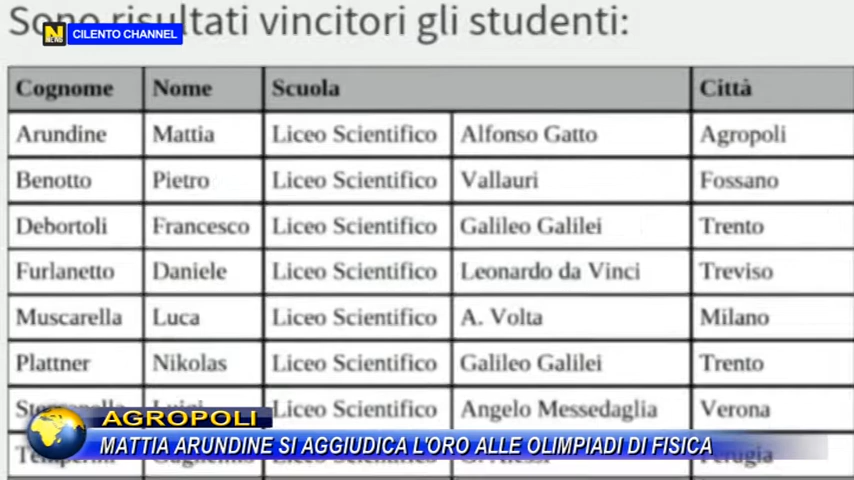 Sono risultati vincitori gli studenti:
CILENTO CHANNEL
Cognome Nome Scuola Città
Arundine Mattia Liceo Scientifico Alfonso Gatto Agropoli
Benotto Pietro Liceo Scientifico Vallauri Fossano
Debortoli Francesco Liceo Scientifico Galileo Galilei Trento
Furlanetto Daniele Liceo Scientifico Leonardo da Vinci Treviso
Muscarella Luca Liceo Scientifico A. Volta Milano
Plattner Nikolas Liceo Scientifico Galileo Galilei Trento
Liceo Scientifico Angelo Messedaglia Verona
AGROPOLI
MATTIA ARUNDINE SI AGGIUDICA L'ORO ALLE OLIMPIADI DI FISICA
Perugia